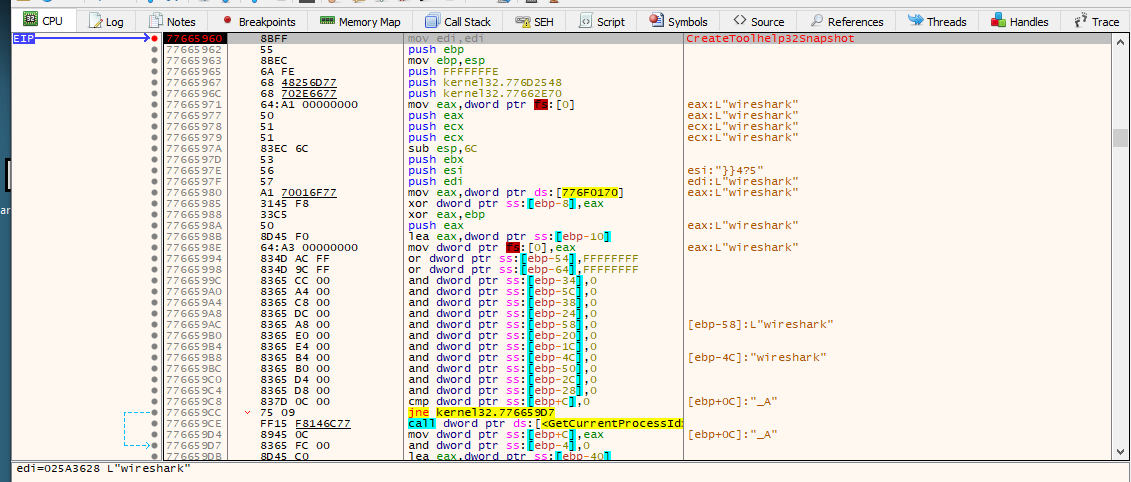 CPU Log Notes Breakpoints Memory Map Call Stack SEH Script Symbols Source References Threads Handles Trace
EIP 77665960 8BFF mov edi,edi CreateToolhelp32Snapshot
77665962 55 push ebp
77665963 8BEC mov ebp,esp
77665965 6A FE push FFFFFFFE
77665967 68 48256D77 push kernel32.776D2548
7766596C 68 702E6677 push kernel32.77662E70
77665971 64:A1 00000000 mov eax,dword ptr fs:[0] eax:L"wireshark"
77665977 50 push eax eax:L"wireshark"
77665978 51 push ecx ecx:L"wireshark"
77665979 51 push ecx ecx:L"wireshark"
7766597A 83EC 6C sub esp,6C
7766597D 53 push ebx
7766597E 56 push esi esi:"}}4?5"
7766597F 57 push edi edi:L"wireshark"
77665980 A1 70016F77 mov eax,dword ptr ds:[776F0170] eax:L"wireshark"
77665985 3145 F8 xor dword ptr ss:[ebp-8],eax
77665988 33C5 xor eax,ebp
7766598A 50 push eax eax:L"wireshark"
7766598B 8D45 F0 lea eax,dword ptr ss:[ebp-10]
7766598E 64:A3 00000000 mov dword ptr fs:[0],eax eax:L"wireshark"
77665994 834D AC FF or dword ptr ss:[ebp-54],FFFFFFFF
77665998 834D 9C FF or dword ptr ss:[ebp-64],FFFFFFFF
7766599C 8365 CC 00 and dword ptr ss:[ebp-34],0
776659A0 8365 A4 00 and dword ptr ss:[ebp-5C],0
776659A4 8365 C8 00 and dword ptr ss:[ebp-38],0
776659A8 8365 DC 00 and dword ptr ss:[ebp-24],0
776659AC 8365 A8 00 and dword ptr ss:[ebp-58],0 [ebp-58]:L"wireshark"
776659B0 8365 E0 00 and dword ptr ss:[ebp-20],0
776659B4 8365 E4 00 and dword ptr ss:[ebp-1C],0
776659B8 8365 B4 00 and dword ptr ss:[ebp-4C],0 [ebp-4C]:"wireshark"
776659BC 8365 B0 00 and dword ptr ss:[ebp-50],0
776659C0 8365 D4 00 and dword ptr ss:[ebp-2C],0
776659C4 8365 D8 00 and dword ptr ss:[ebp-28],0
776659C8 837D 0C 00 cmp dword ptr ss:[ebp+C],0 [ebp+0C]:"_A"
776659CC 75 09 jne kernel32.776659D7
776659CE FF15 F8146C77 call dword ptr ds:[<GetCurrentProcessId>
776659D4 8945 0C mov dword ptr ss:[ebp+C],eax [ebp+0C]:"_A"
776659D7 8365 FC 00 and dword ptr ss:[ebp-4],0
776659DB 8D45 C0 lea eax,dword ptr ss:[ebp-40]
edi=025A3628 L"wireshark"